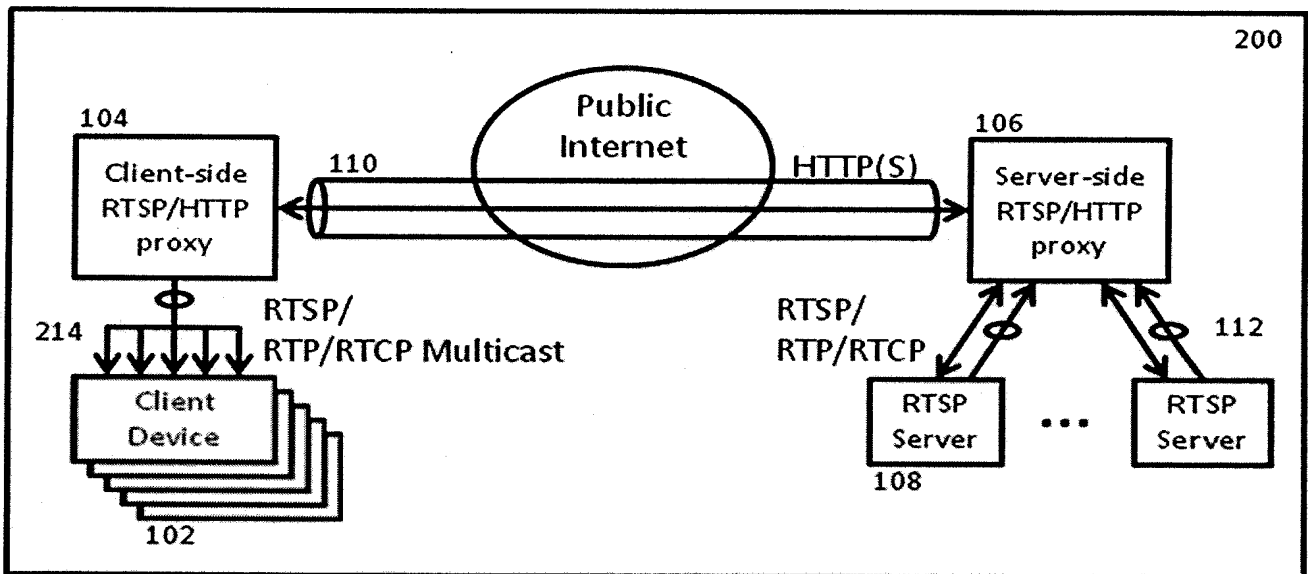 200
104
Client-side
RTSP/HTTP
proxy
110
Public
Internet
HTTP(S)
106
Server-side
RTSP/HTTP
proxy
214
RTSP/
RTP/RTCP Multicast
Client
Device
102
RTSP/
RTP/RTCP
112
RTSP
Server
108
...
RTSP
Server